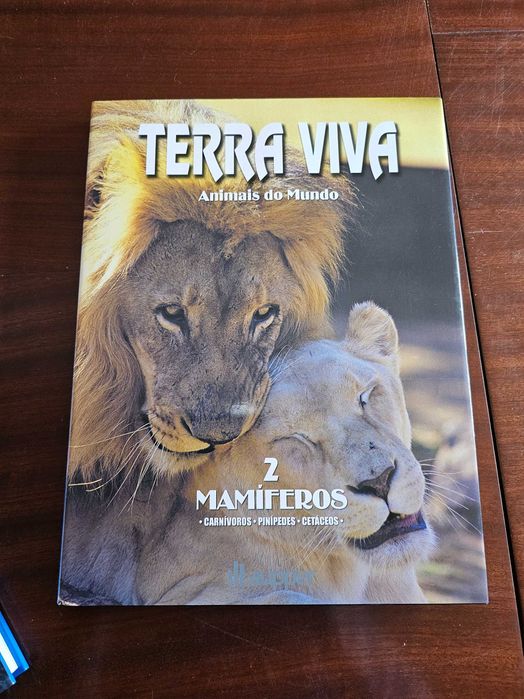 TERRA VIVA
Animais do Mundo
2
MAMÍFEROS
• CARNÍVOROS • PINÍPEDES • CETÁCEOS •